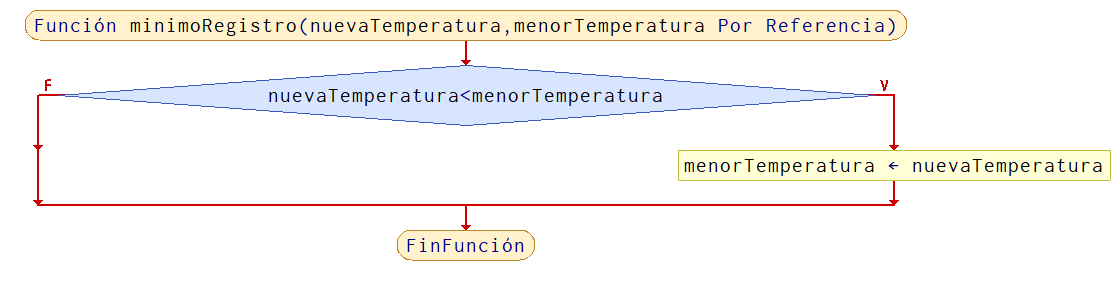 Función minimoRegistro(nuevaTemperatura,menorTemperatura Por Referencia)
F
V
nuevaTemperatura<menorTemperatura
menorTemperatura ← nuevaTemperatura
FinFunción